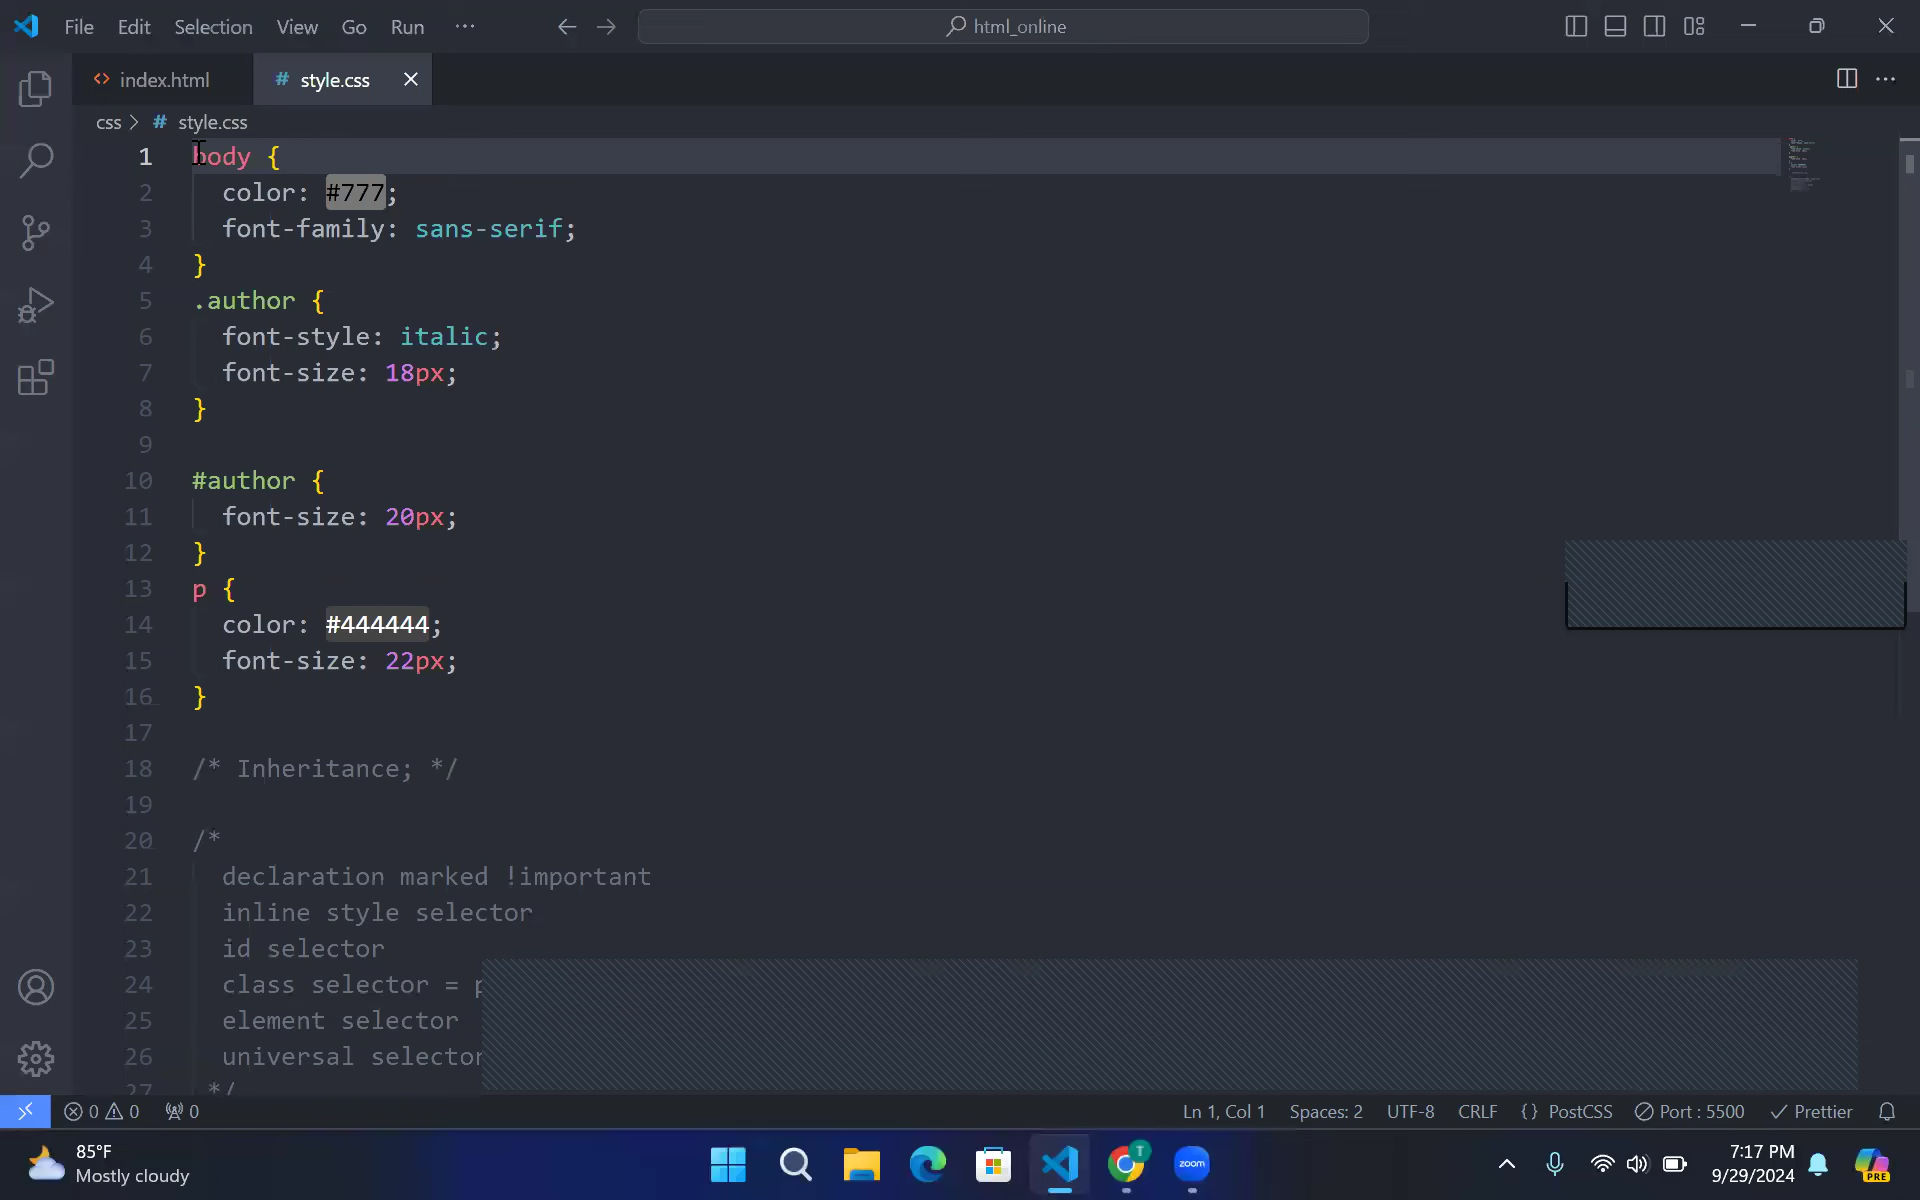 File Edit Selection View Go Run ··· html_online
index.html style.css
css > # style.css
1 body {
2 color: #777;
3 font-family: sans-serif;
4 }
5 .author {
6 font-style: italic;
7 font-size: 18px;
8 }
9
10 #author {
11 font-size: 20px;
12 }
13 p {
14 color: #444444;
15 font-size: 22px;
16 }
17
18 /* Inheritance; */
19
20 /*
21 declaration marked !important
22 inline style selector
23 id selector
24 class selector =
25 element selector
26 universal selector
27 */
0 0 0 Ln 1, Col 1 Spaces: 2 UTF-8 CRLF {} PostCSS Port : 5500 Prettier
85°F
Mostly cloudy
zoom
T
PRE
7:17 PM
9/29/2024